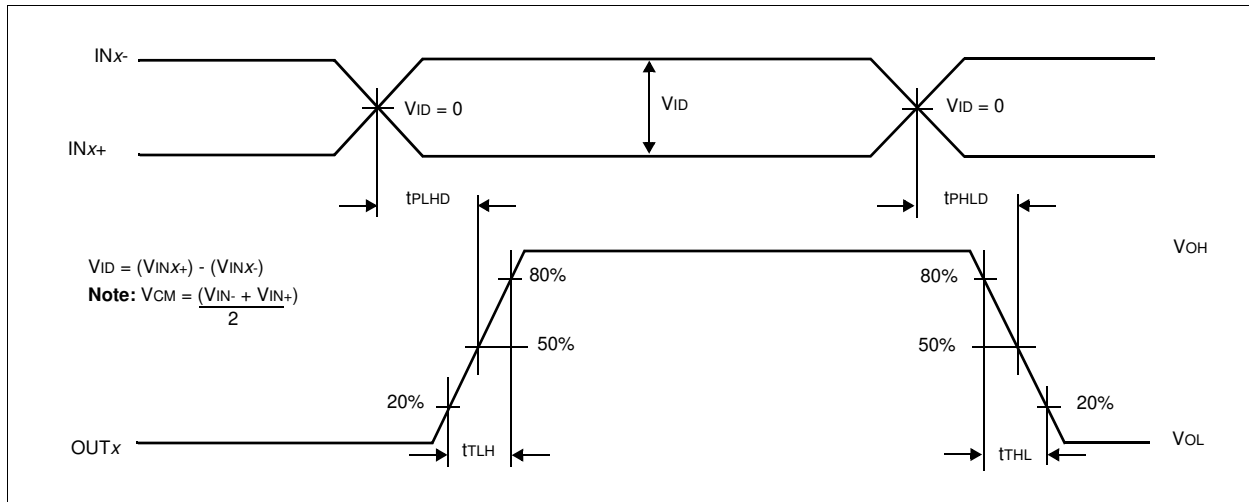 INx-
VID = 0
VID
VID = 0
INx+
tPLHD
tPHLD
VOH
VID = (VINx+) - (VINx-)
Note: VCM = (VIN- + VIN+)
2
80%
80%
50%
50%
20%
20%
OUTx
tTLH
tTHL
VOL